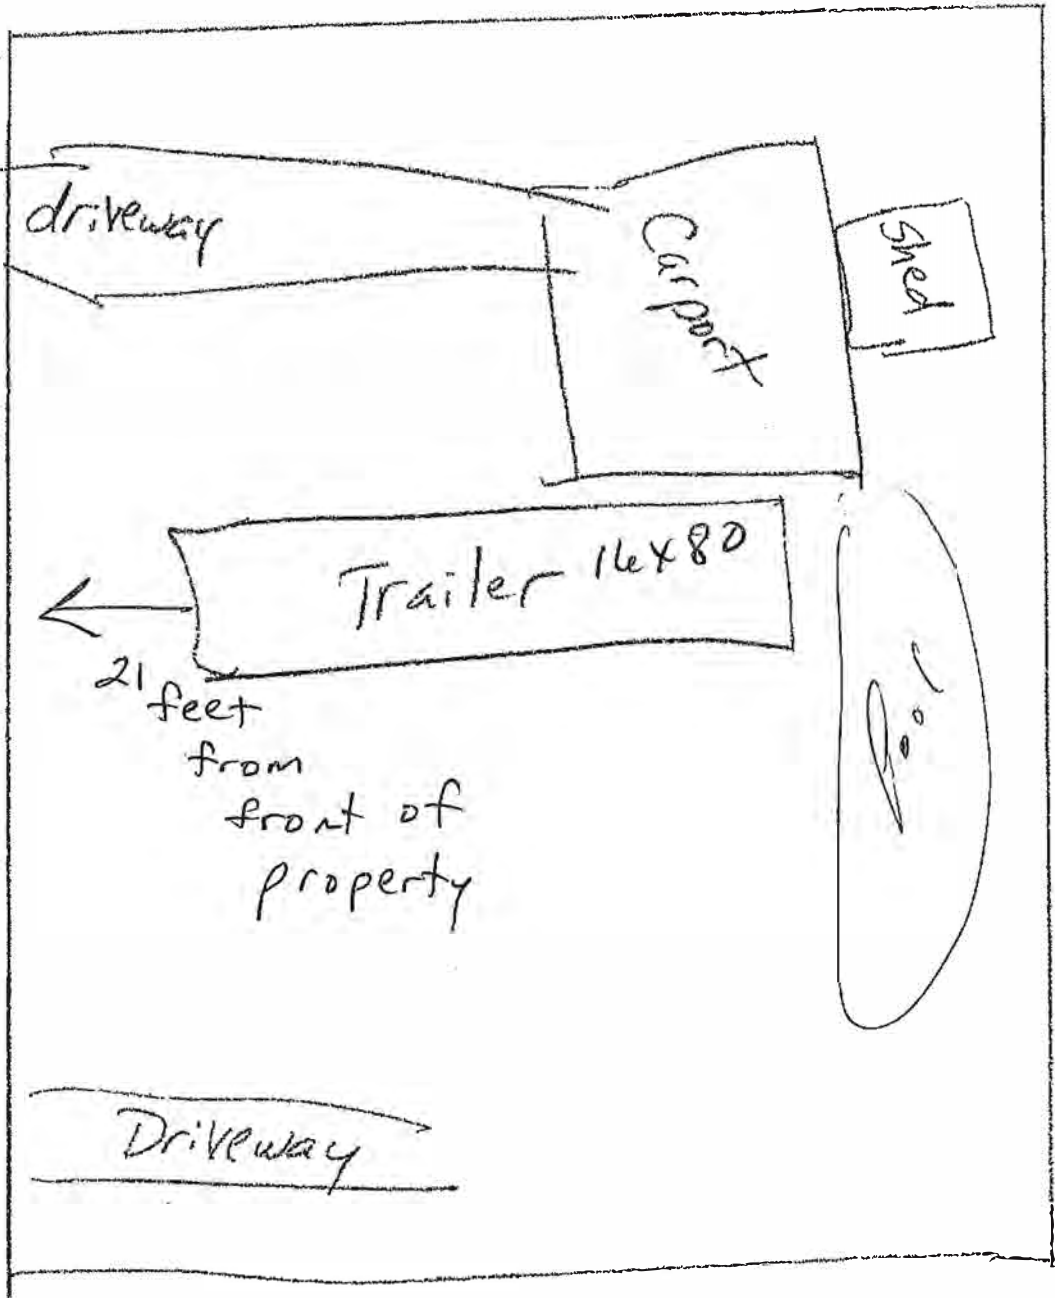 driveway
Carport
Shed
Trailer 16x80
21
feet
from
front of
property
Pool
Driveway